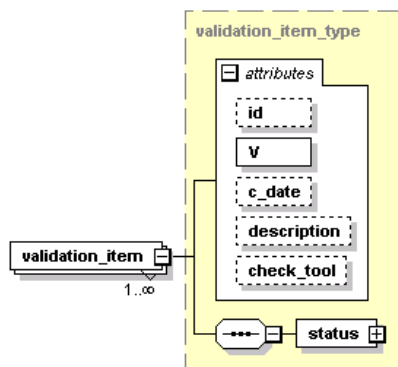 validation_item_type
attributes
id
V
c_date
description
check_tool
validation_item
1..∞
status